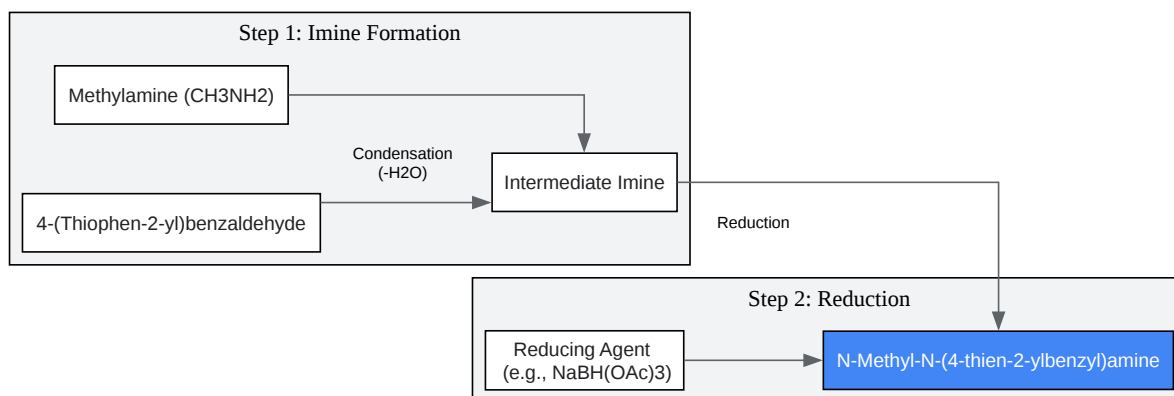 Step 1: Imine Formation
Methylamine (CH3NH2)
Condensation
(-H2O)
Intermediate Imine
4-(Thiophen-2-yl)benzaldehyde
Reduction
Step 2: Reduction
Reducing Agent
(e.g., NaBH(OAc)3)
N-Methyl-N-(4-thien-2-ylbenzyl)amine